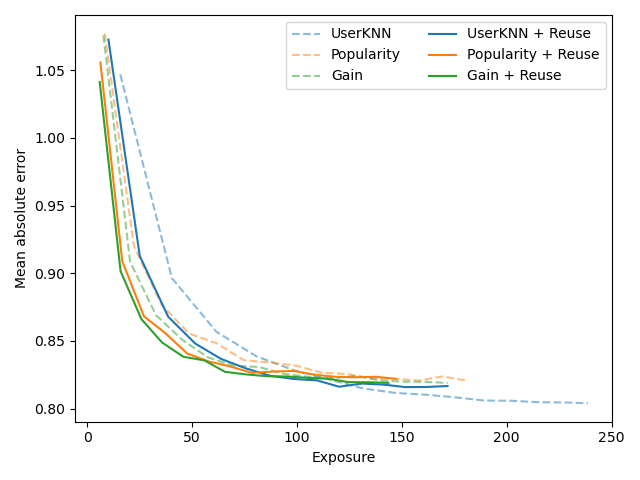 UserKNN
Popularity
Gain
UserKNN + Reuse
Popularity + Reuse
Gain + Reuse
Mean absolute error
1.05
1.00
0.95
0.90
0.85
0.80
0 50 100 150 200 250
Exposure